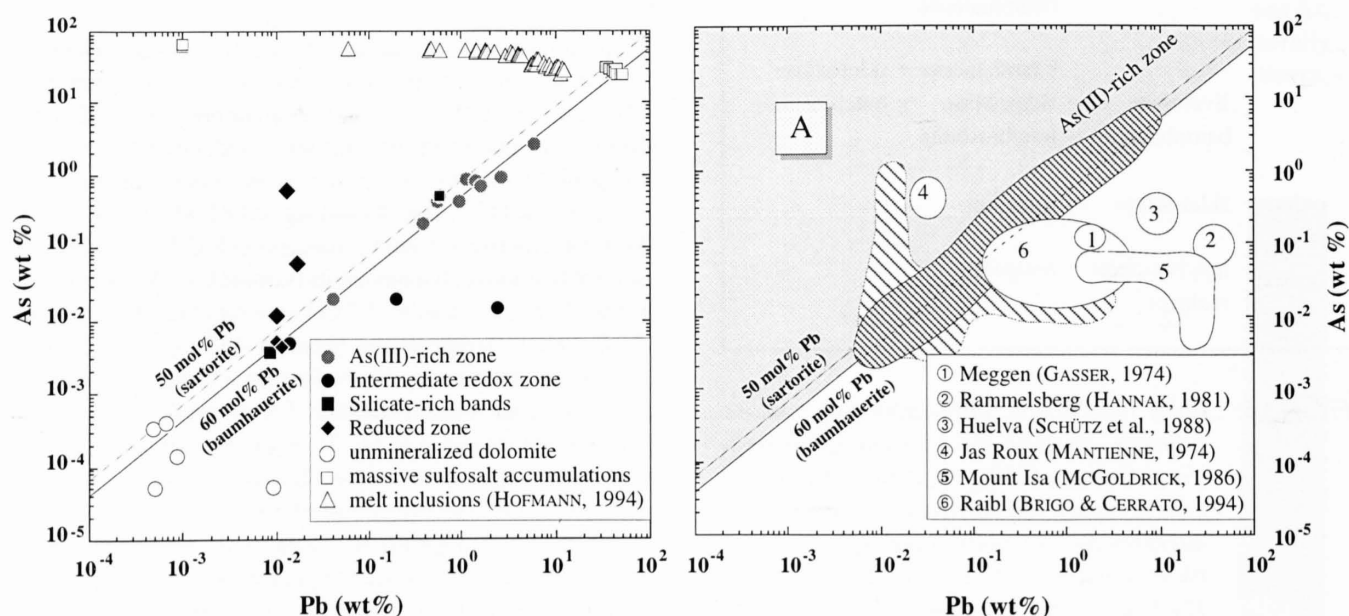 10² 10¹ 10⁰ 10⁻¹ 10⁻² 10⁻³ 10⁻⁴ 10⁻⁵
As (wt %)
50 mol% Pb
(sartorite)
60 mol% Pb
(baumhauerite)
As(III)-rich zone
Intermediate redox zone
Silicate-rich bands
Reduced zone
unmineralized dolomite
massive sulfosalt accumulations
melt inclusions (HOFMANN, 1994)
10⁻⁴ 10⁻³ 10⁻² 10⁻¹ 10⁰ 10¹ 10²
Pb (wt%)
A
As(III)-rich zone
4
3
6
1
2
5
50 mol% Pb
(sartorite)
60 mol% Pb
(baumhauerite)
① Meggen (GASSER, 1974)
② Rammelsberg (HANNAK, 1981)
③ Huelva (SCHÜTZ et al., 1988)
④ Jas Roux (MANTIENNE, 1974)
⑤ Mount Isa (MCGOLDRICK, 1986)
⑥ Raibl (BRIGO & CERRATO, 1994)
10² 10¹ 10⁰ 10⁻¹ 10⁻² 10⁻³ 10⁻⁴ 10⁻⁵
As (wt %)
10⁻⁴ 10⁻³ 10⁻² 10⁻¹ 10⁰ 10¹ 10²
Pb (wt%)